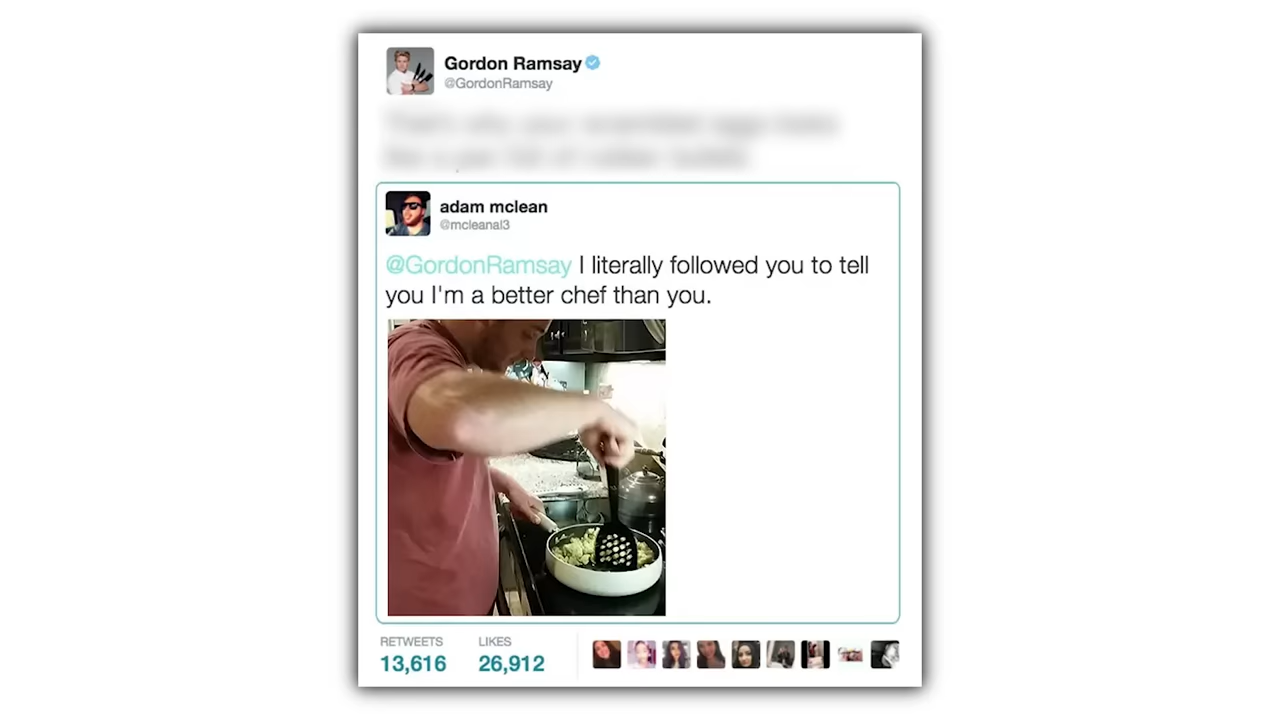 Gordon Ramsay
@GordonRamsay
adam mclean
@mcleanal3
@GordonRamsay I literally followed you to tell
you I'm a better chef than you.
RETWEETS LIKES
13,616 26,912